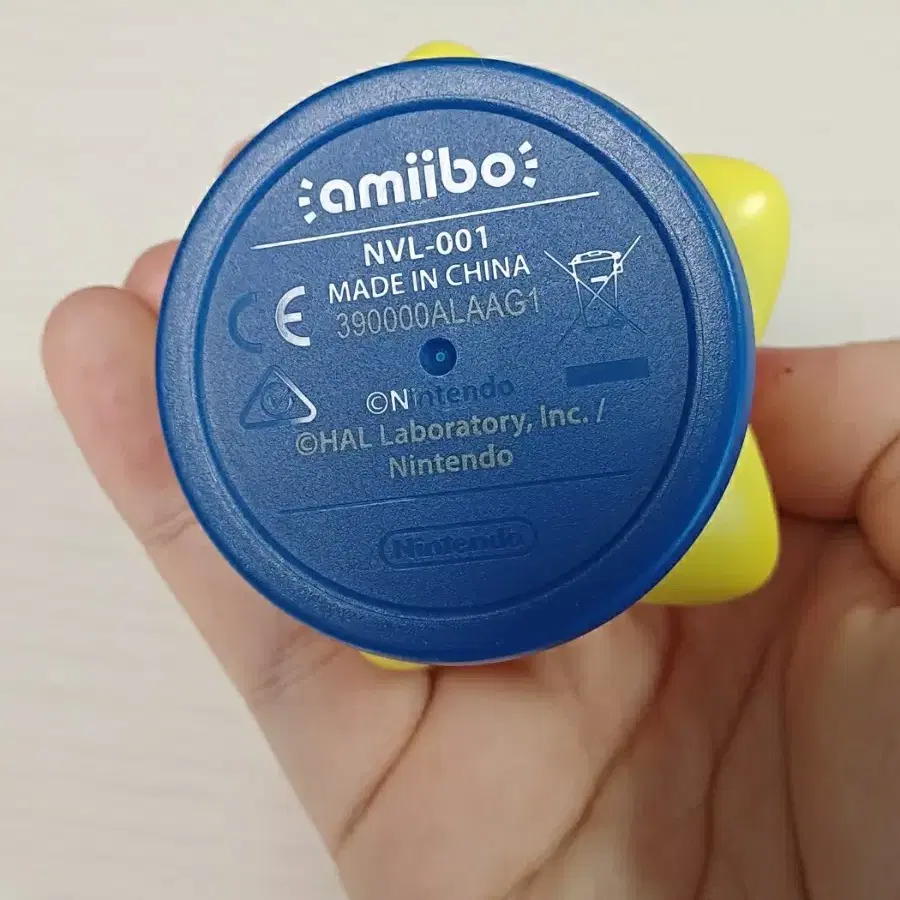 amiibo
NVL-001
MADE IN CHINA
CE
390000ALAAG1
©Nintendo
©HAL Laboratory, Inc. /
Nintendo
Nintendo